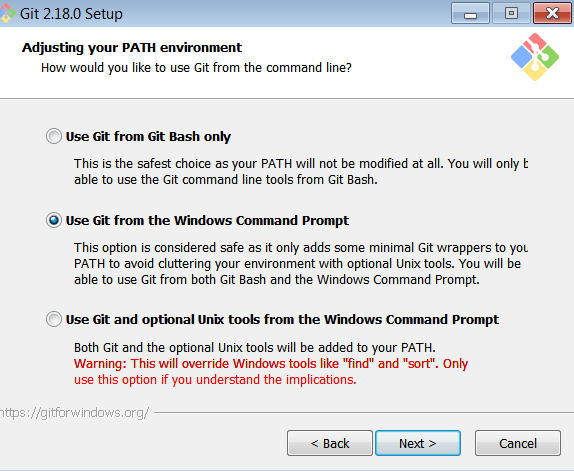 Git 2.18.0 Setup
Adjusting your PATH environment
How would you like to use Git from the command line?
Use Git from Git Bash only
This is the safest choice as your PATH will not be modified at all. You will only
able to use the Git command line tools from Git Bash.
Use Git from the Windows Command Prompt
This option is considered safe as it only adds some minimal Git wrappers to you
PATH to avoid cluttering your environment with optional Unix tools. You will be
able to use Git from both Git Bash and the Windows Command Prompt.
Use Git and optional Unix tools from the Windows Command Prompt
Both Git and the optional Unix tools will be added to your PATH.
Warning: This will override Windows tools like "find" and "sort". Only
use this option if you understand the implications.
https://gitforwindows.org/
< Back
Next >
Cancel